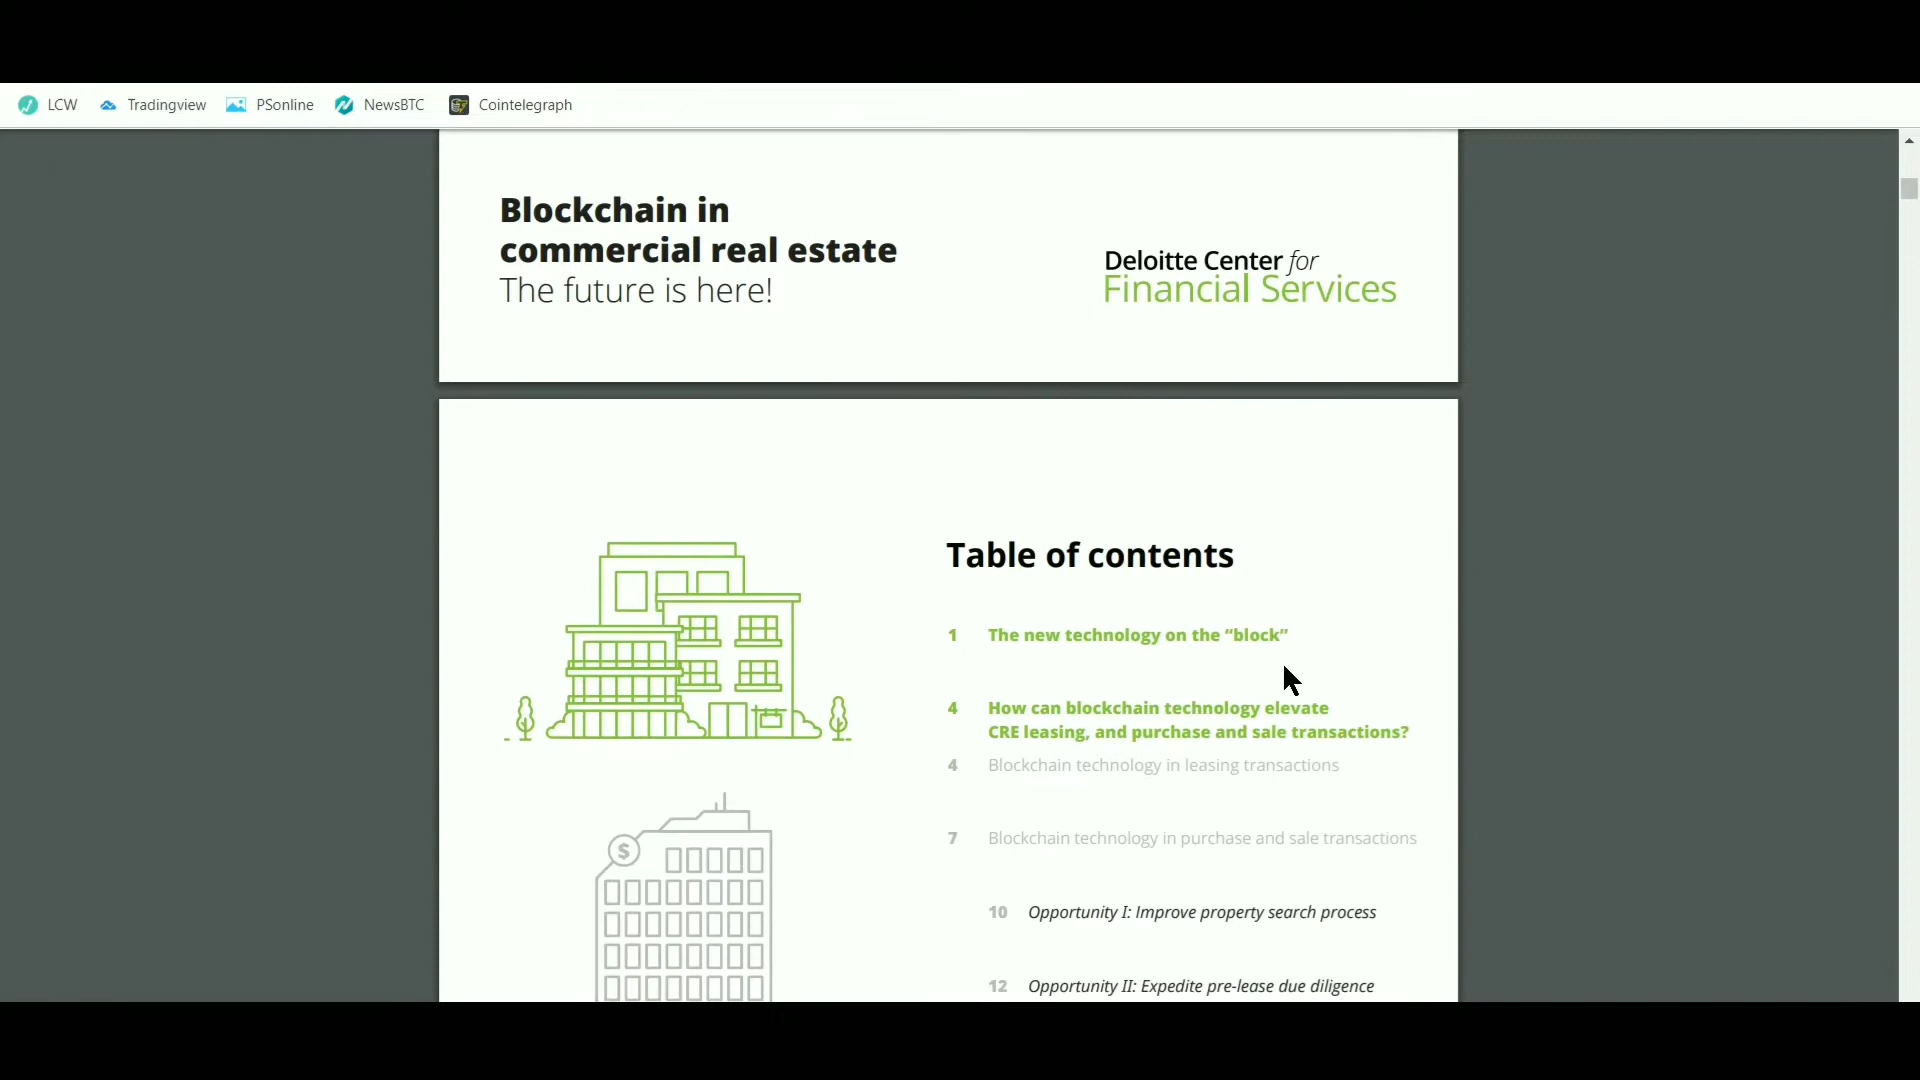 LCW Tradingview PSonline NewsBTC Cointelegraph
Blockchain in
commercial real estate
The future is here!
Deloitte Center for
Financial Services
Table of contents
1 The new technology on the “block”
4 How can blockchain technology elevate
CRE leasing, and purchase and sale transactions?
4 Blockchain technology in leasing transactions
7 Blockchain technology in purchase and sale transactions
10 Opportunity I: Improve property search process
12 Opportunity II: Expedite pre-lease due diligence
$